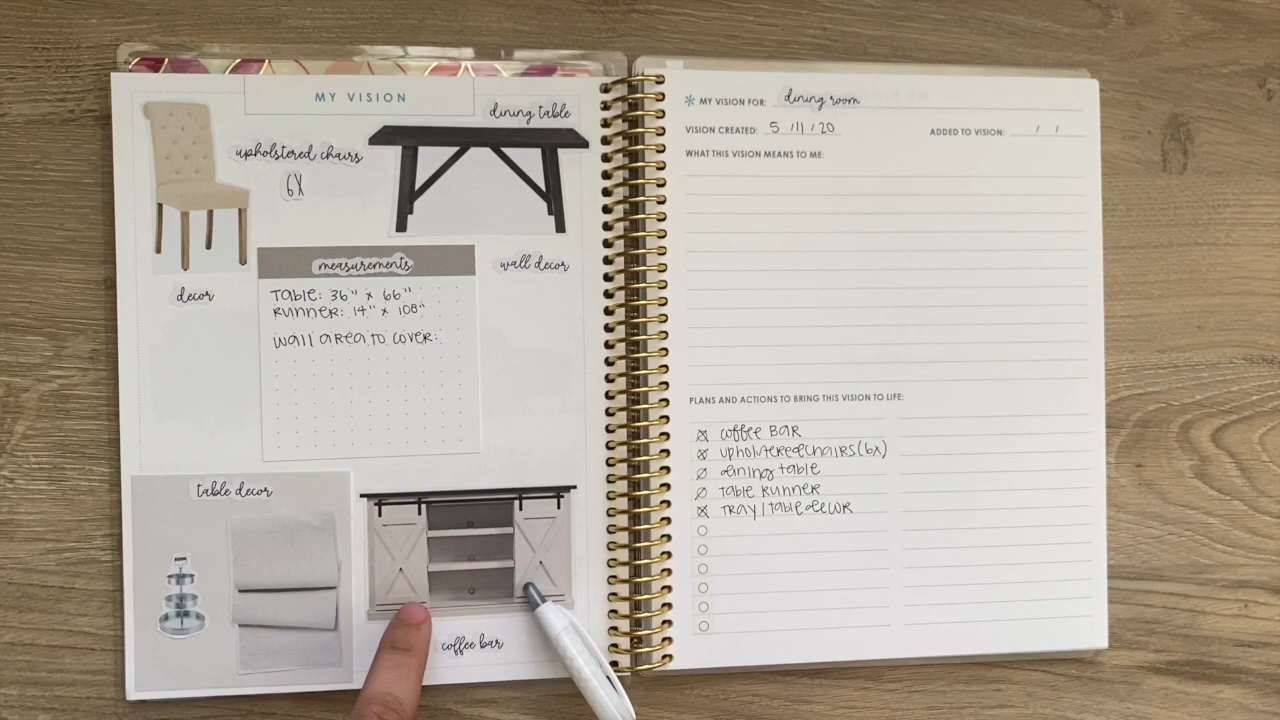 MY VISION
dining table
upholstered chairs
6X
measurements
Table: 36" x 66"
Runner: 14" x 108"
wall area to cover:
wall decor
decor
table decor
coffee bar
* MY VISION FOR: dining room
VISION CREATED: 5 / 11 / 20
ADDED TO VISION: / /
WHAT THIS VISION MEANS TO ME:
PLANS AND ACTIONS TO BRING THIS VISION TO LIFE:
coffee BAR
upholtered chairs (6x)
dining table
Table Runner
Tray / Table decor